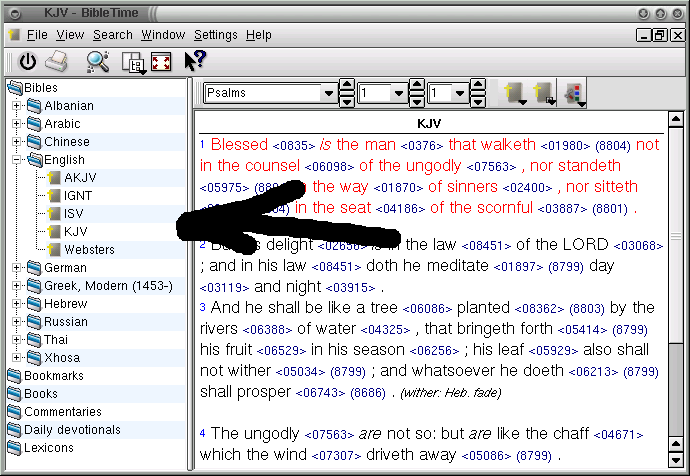 KJV - BibleTime
File View Search Window Settings Help
Bibles
Albanian
Arabic
Chinese
English
AKJV
IGNT
ISV
KJV
Websters
German
Greek, Modern (1453-)
Hebrew
Russian
Thai
Xhosa
Bookmarks
Books
Commentaries
Daily devotionals
Lexicons
Psalms 1 1
KJV
1 Blessed <0835> is the man <0376> that walketh <01980> (8804) not
in the counsel <06098> of the ungodly <07563> , nor standeth
<05975> the way <01870> of sinners <02400> , nor sitteth
in the seat <04186> of the scornful <03887> (8801) .
2 delight is in the law <08451> of the LORD <03068>
; and in his law <08451> doth he meditate <01897> (8799) day
<03119> and night <03915> .
3 And he shall be like a tree <06086> planted <08362> (8803) by the
rivers <06388> of water <04325> , that bringeth forth <05414> (8799)
his fruit <06529> in his season <06256> ; his leaf <05929> also shall
not wither <05034> (8799) ; and whatsoever he doeth <06213> (8799)
shall prosper <06743> (8686) . (wither: Heb. fade)
4 The ungodly <07563> are not so: but are like the chaff <04671>
which the wind <07307> driveth away <05086> (8799) .